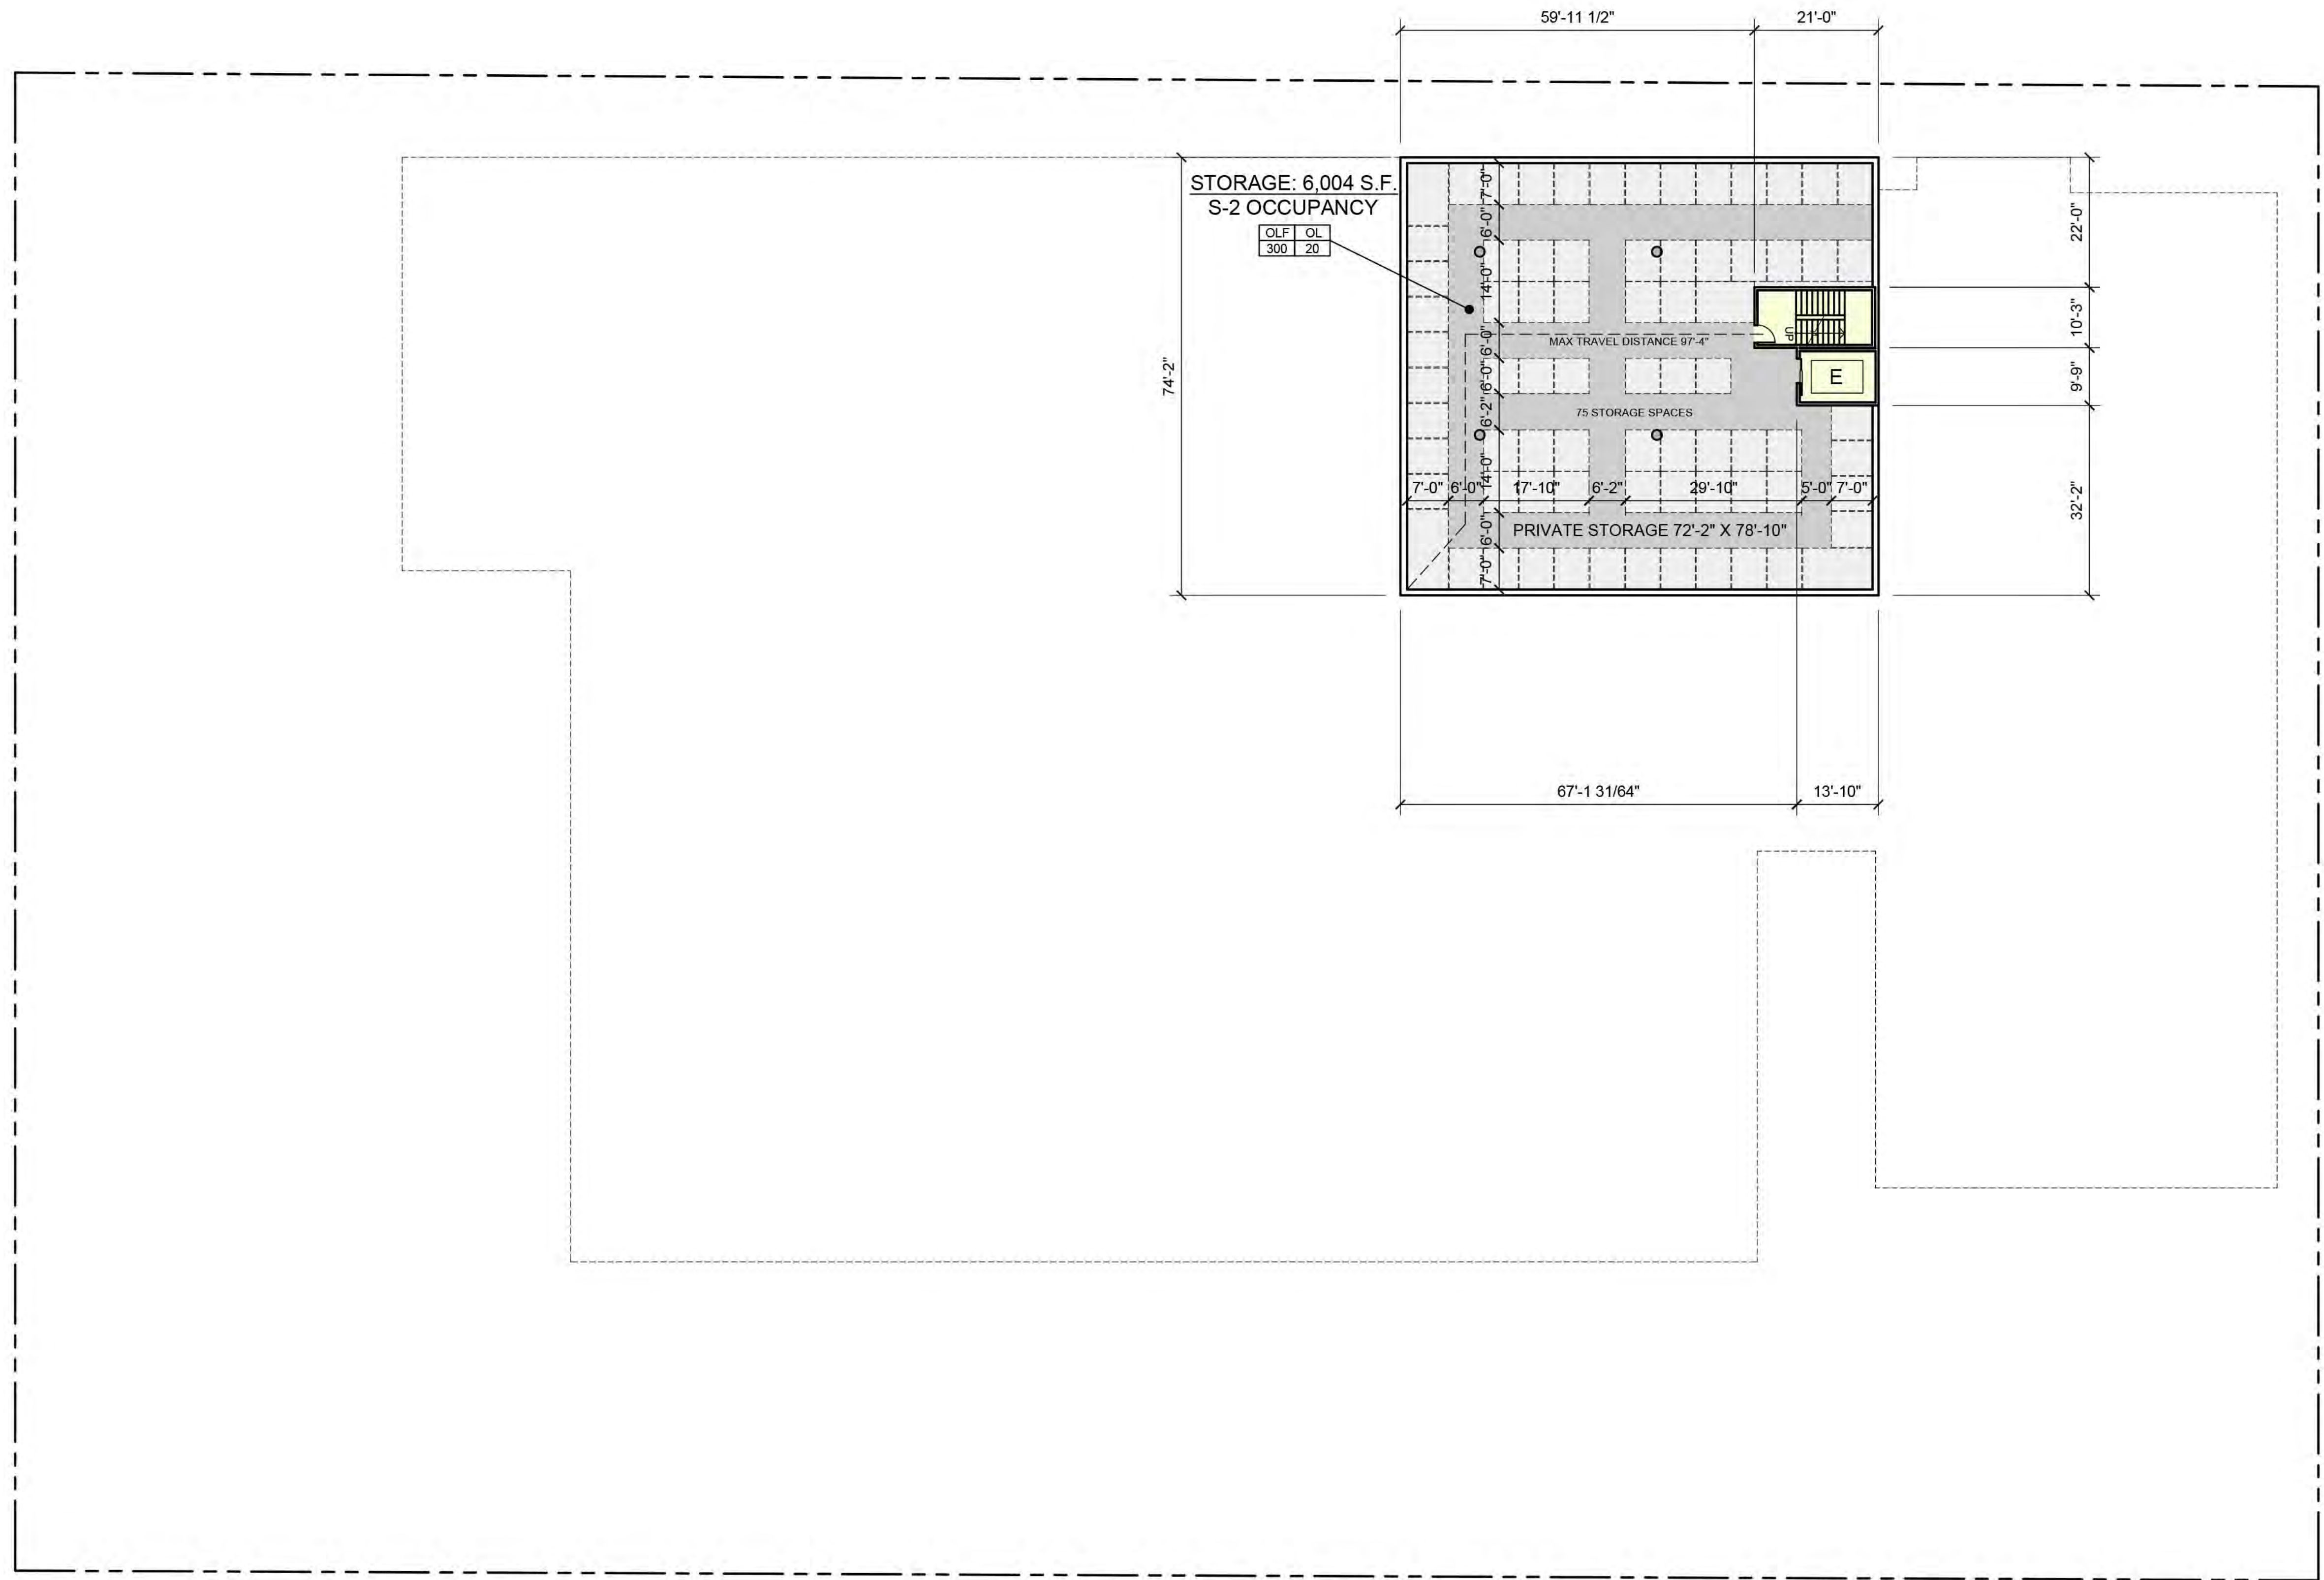 59'-11 1/2"
21'-0"
STORAGE: 6,004 S.F.
S-2 OCCUPANCY
OLF OL
300 20
74'-2"
7'-0"
6'-0"
14'-0"
6'-0"
6'-0"
6'-2"
14'-0"
6'-0"
7'-0"
UP
MAX TRAVEL DISTANCE 97'-4"
E
75 STORAGE SPACES
7'-0" 6'-0" 17'-10" 6'-2" 29'-10" 5'-0" 7'-0"
PRIVATE STORAGE 72'-2" X 78'-10"
22'-0"
10'-3"
9'-9"
32'-2"
67'-1 31/64"
13'-10"